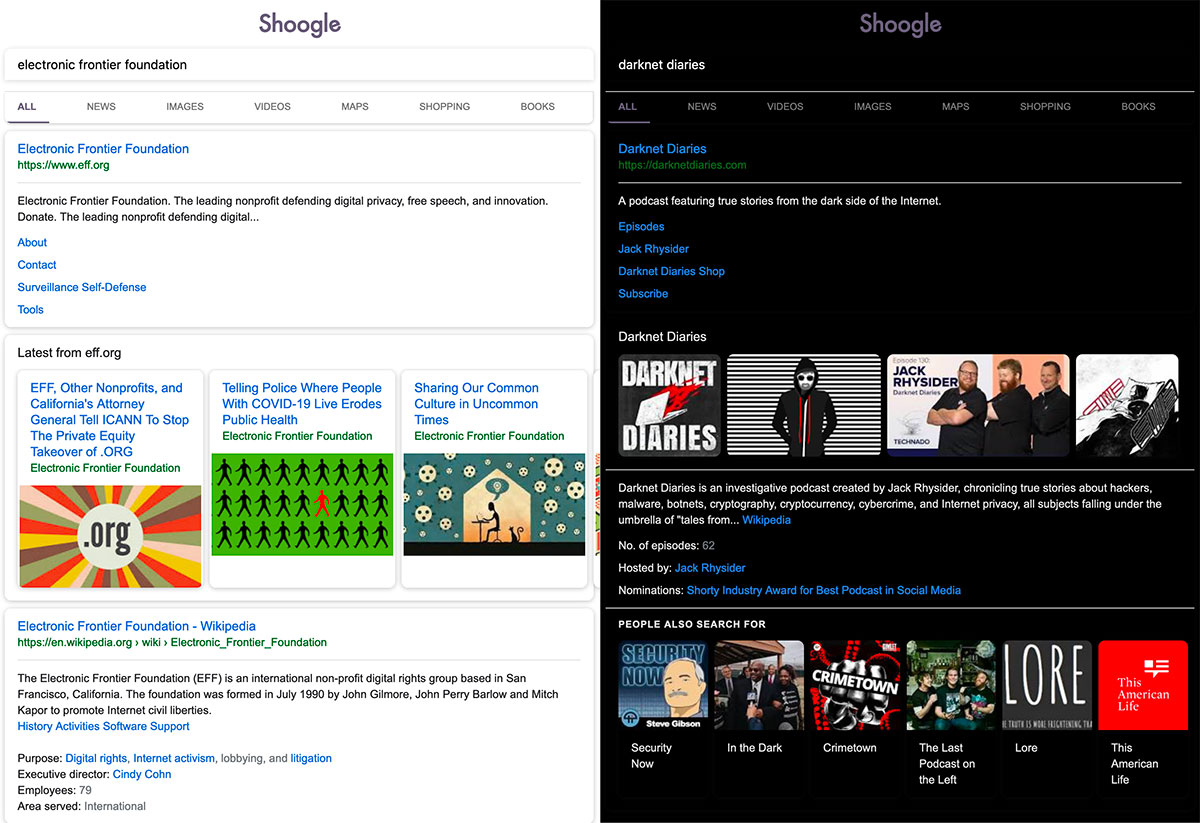 Shoogle
electronic frontier foundation
ALL NEWS IMAGES VIDEOS MAPS SHOPPING BOOKS
Electronic Frontier Foundation
https://www.eff.org
Electronic Frontier Foundation. The leading nonprofit defending digital privacy, free speech, and innovation.
Donate. The leading nonprofit defending digital...
About
Contact
Surveillance Self-Defense
Tools
Latest from eff.org
EFF, Other Nonprofits, and
California's Attorney
General Tell ICANN To Stop
The Private Equity
Takeover of .ORG
Electronic Frontier Foundation
.org
Telling Police Where People
With COVID-19 Live Erodes
Public Health
Electronic Frontier Foundation
Sharing Our Common
Culture in Uncommon
Times
Electronic Frontier Foundation
Electronic Frontier Foundation - Wikipedia
https://en.wikipedia.org › wiki › Electronic_Frontier_Foundation
The Electronic Frontier Foundation (EFF) is an international non-profit digital rights group based in San
Francisco, California. The foundation was formed in July 1990 by John Gilmore, John Perry Barlow and Mitch
Kapor to promote Internet civil liberties.
History Activities Software Support
Purpose: Digital rights, Internet activism, lobbying, and litigation
Executive director: Cindy Cohn
Employees: 79
Area served: International
Shoogle
darknet diaries
ALL NEWS VIDEOS IMAGES MAPS SHOPPING BOOKS
Darknet Diaries
https://darknetdiaries.com
A podcast featuring true stories from the dark side of the Internet.
Episodes
Jack Rhysider
Darknet Diaries Shop
Subscribe
Darknet Diaries
DARKNET
DIARIES
Episode 130:
JACK
RHYSIDER
Darknet Diaries
TECHNADO
Darknet Diaries is an investigative podcast created by Jack Rhysider, chronicling true stories about hackers,
malware, botnets, cryptography, cryptocurrency, cybercrime, and Internet privacy, all subjects falling under the
umbrella of "tales from... Wikipedia
No. of episodes: 62
Hosted by: Jack Rhysider
Nominations: Shorty Industry Award for Best Podcast in Social Media
PEOPLE ALSO SEARCH FOR
SECURITY
NOW
Steve Gibson
Security
Now
In the Dark
GIMLET
CRIMETOWN
Crimetown
The Last
Podcast on
the Left
LORE
Lore
This
American
Life
This
American
Life